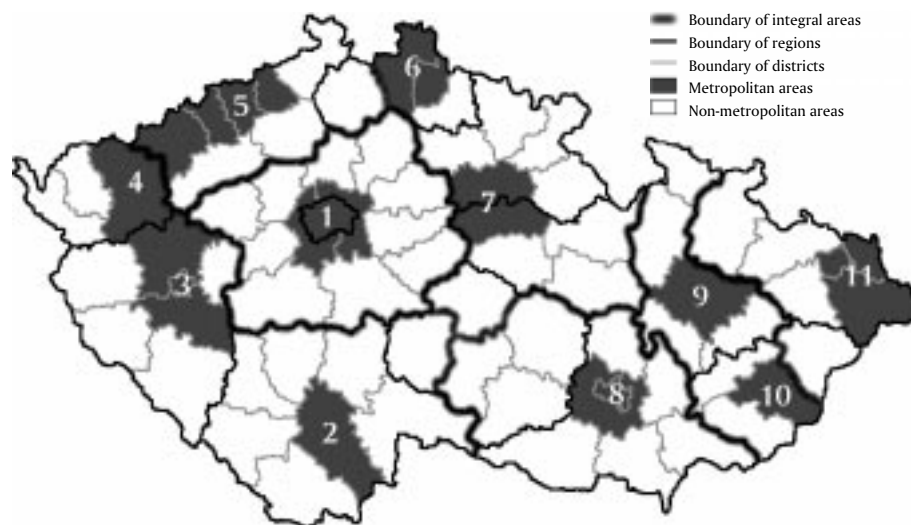 Boundary of integral areas
Boundary of regions
Boundary of districts
Metropolitan areas
Non-metropolitan areas
6
5
4
1
7
3
11
9
8
10
2